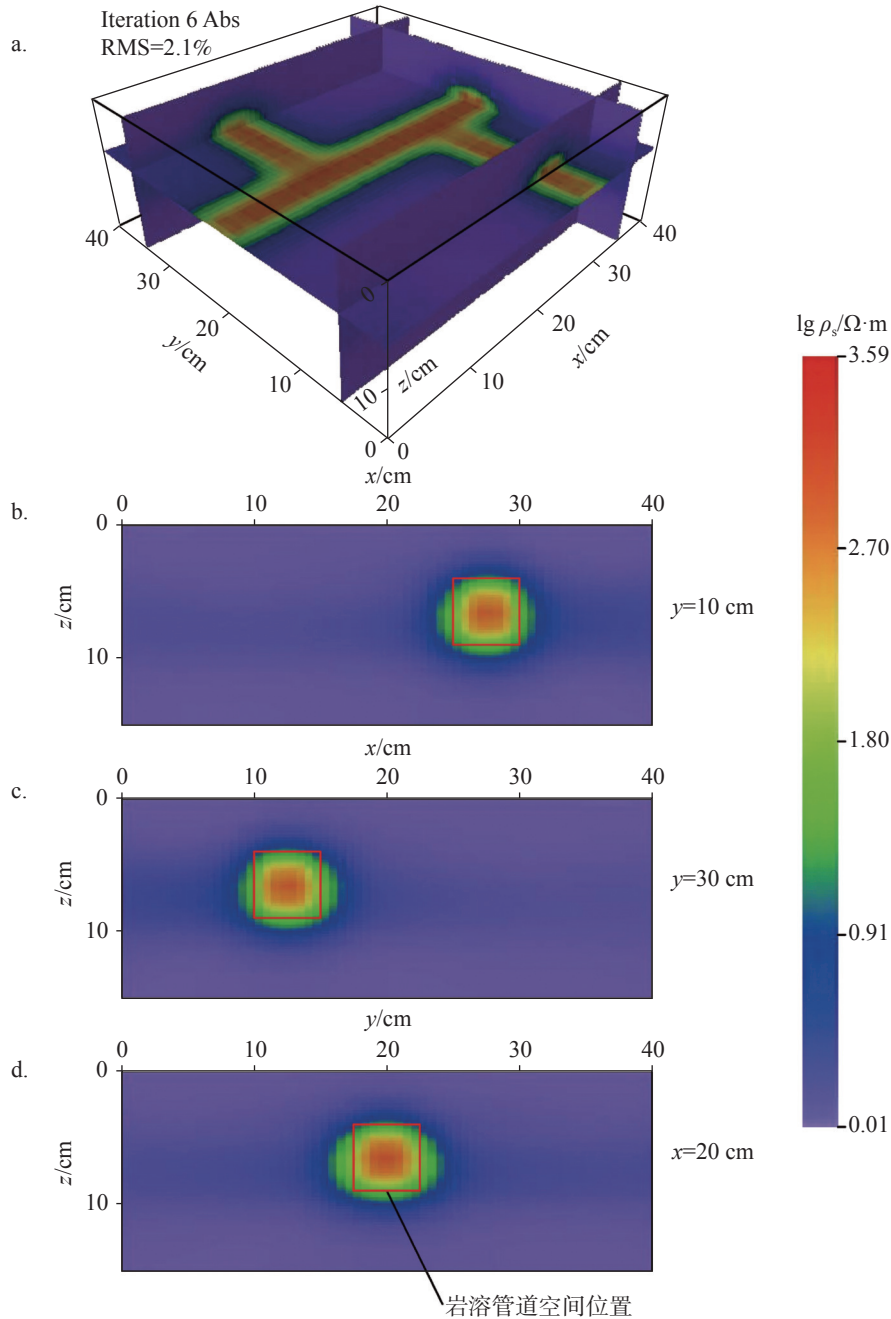 a.
Iteration 6 Abs
RMS=2.1%
40
30
20
10
0
y/cm
0
10
z/cm
0
10
20
30
40
x/cm
lg ρs/Ω·m
3.59
2.70
1.80
0.91
0.01
b.
x/cm
0 10 20 30 40
0
10
z/cm
y=10 cm
c.
x/cm
0 10 20 30 40
0
10
z/cm
y=30 cm
d.
y/cm
0 10 20 30 40
0
10
z/cm
x=20 cm
岩溶管道空间位置